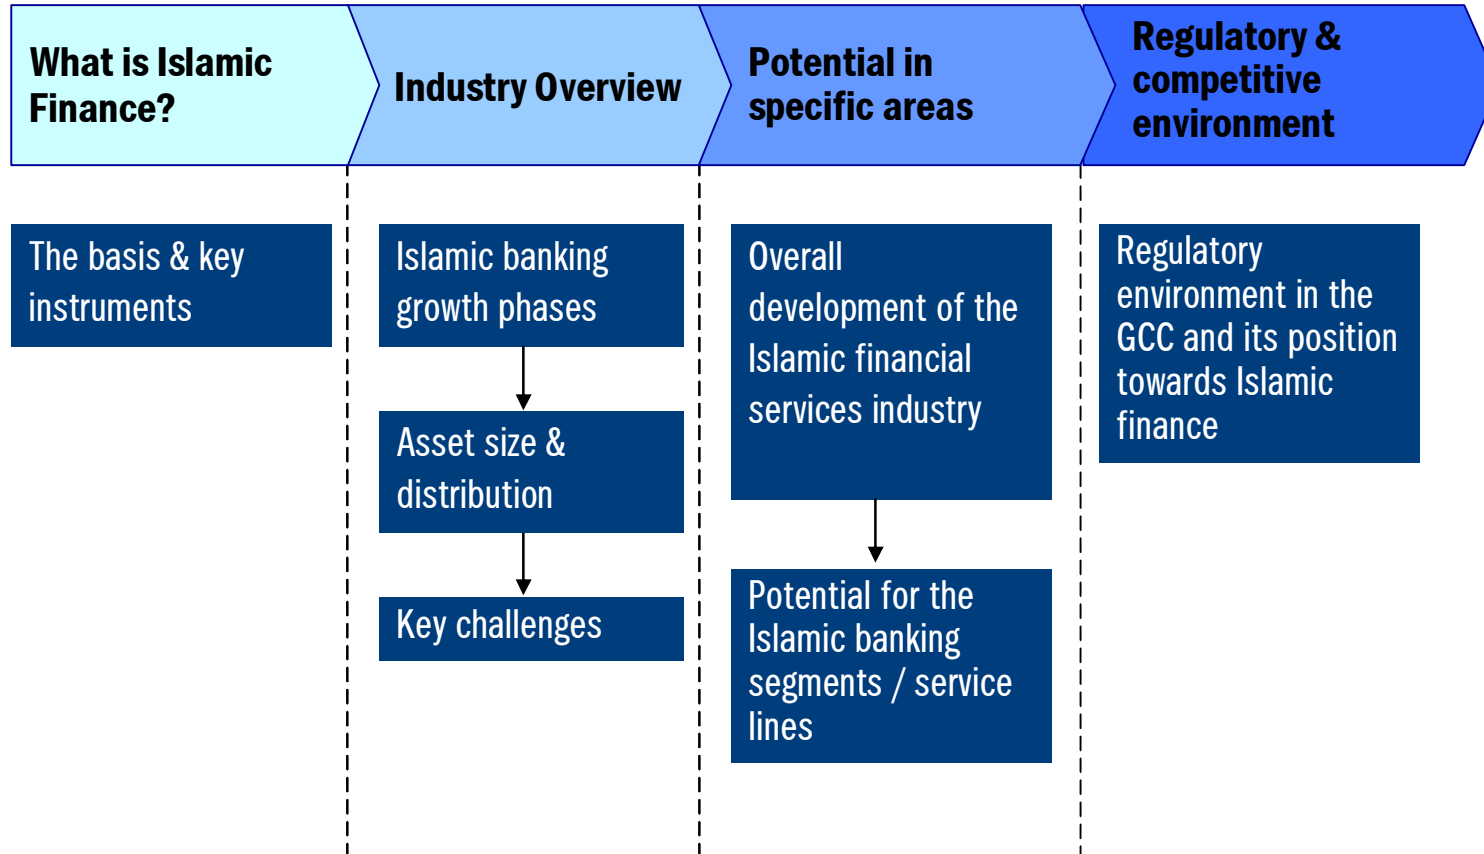 What is Islamic
Finance?
Industry Overview
Potential in
specific areas
Regulatory &
competitive
environment
The basis & key
instruments
Islamic banking
growth phases
Asset size &
distribution
Key challenges
Overall
development of the
Islamic financial
services industry
Potential for the
Islamic banking
segments / service
lines
Regulatory
environment in the
GCC and its position
towards Islamic
finance